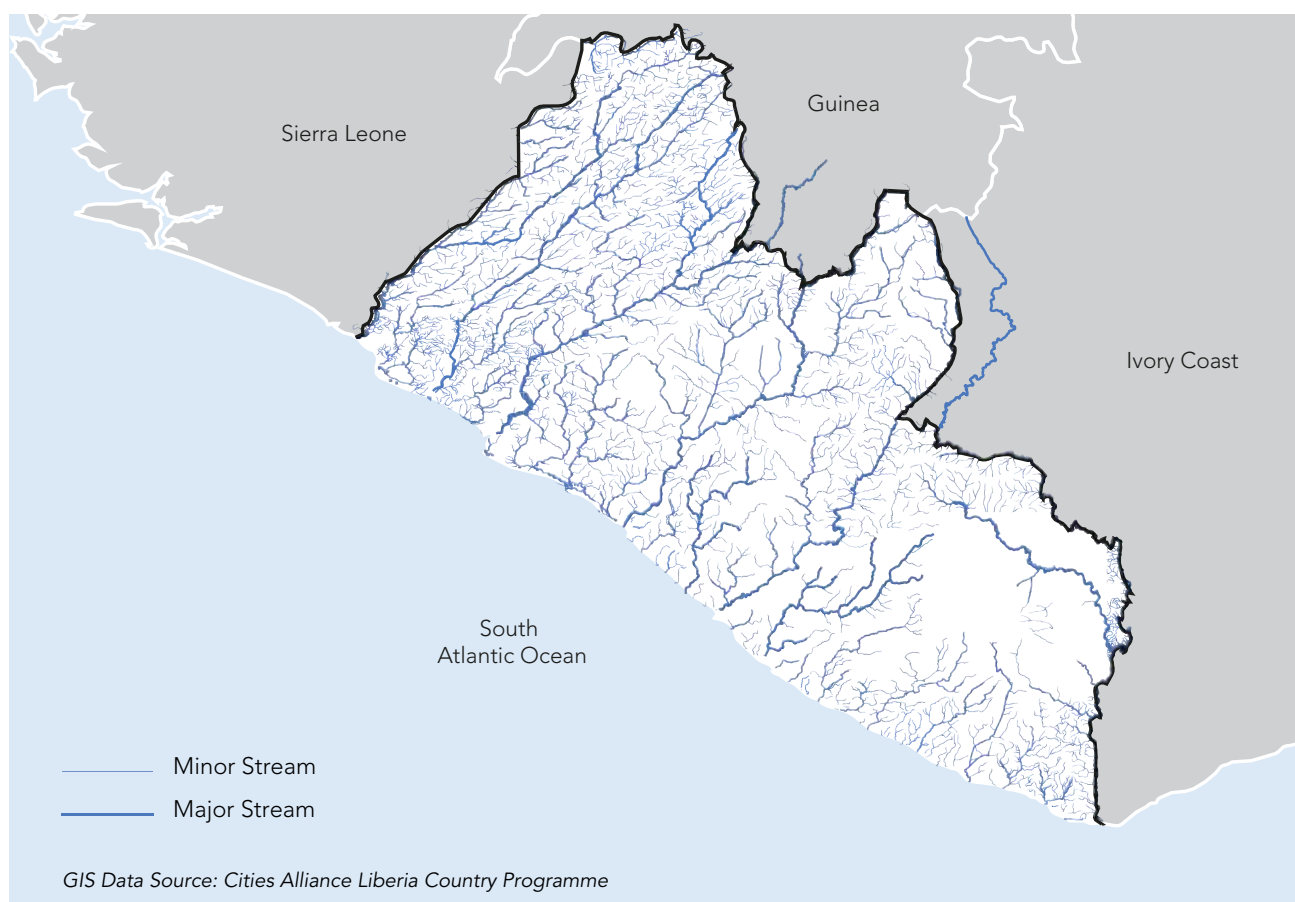 Guinea
Sierra Leone
Ivory Coast
South
Atlantic Ocean
Minor Stream
Major Stream
GIS Data Source: Cities Alliance Liberia Country Programme